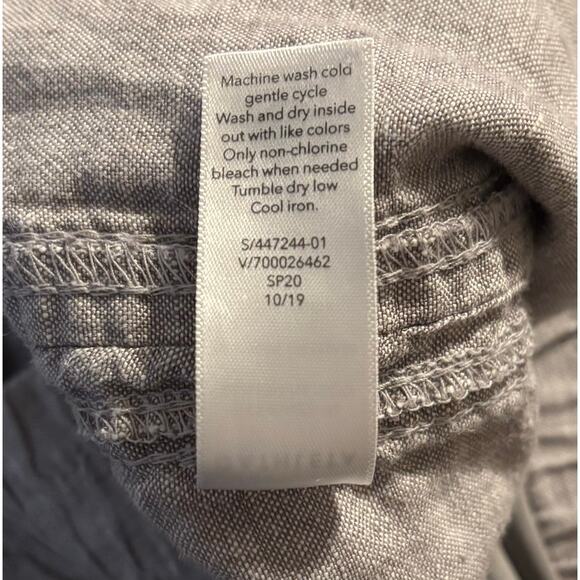 Machine wash cold
gentle cycle
Wash and dry inside
out with like colors
Only non-chlorine
bleach when needed
Tumble dry low
Cool iron.
S/447244-01
V/700026462
SP20
10/19